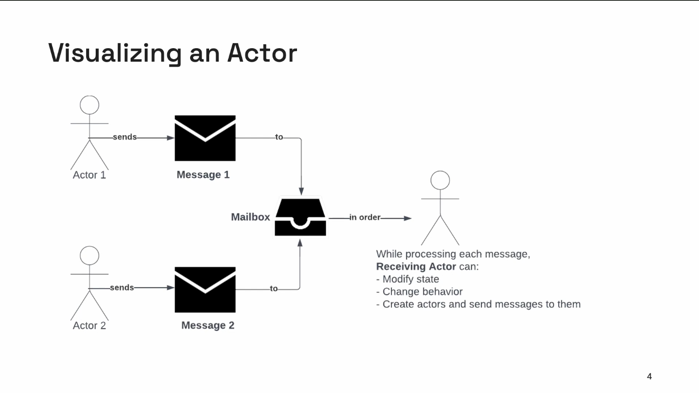 Visualizing an Actor
sends
to
Actor 1
Message 1
Mailbox
in order
While processing each message,
Receiving Actor can:
- Modify state
- Change behavior
- Create actors and send messages to them
sends
to
Actor 2
Message 2
4